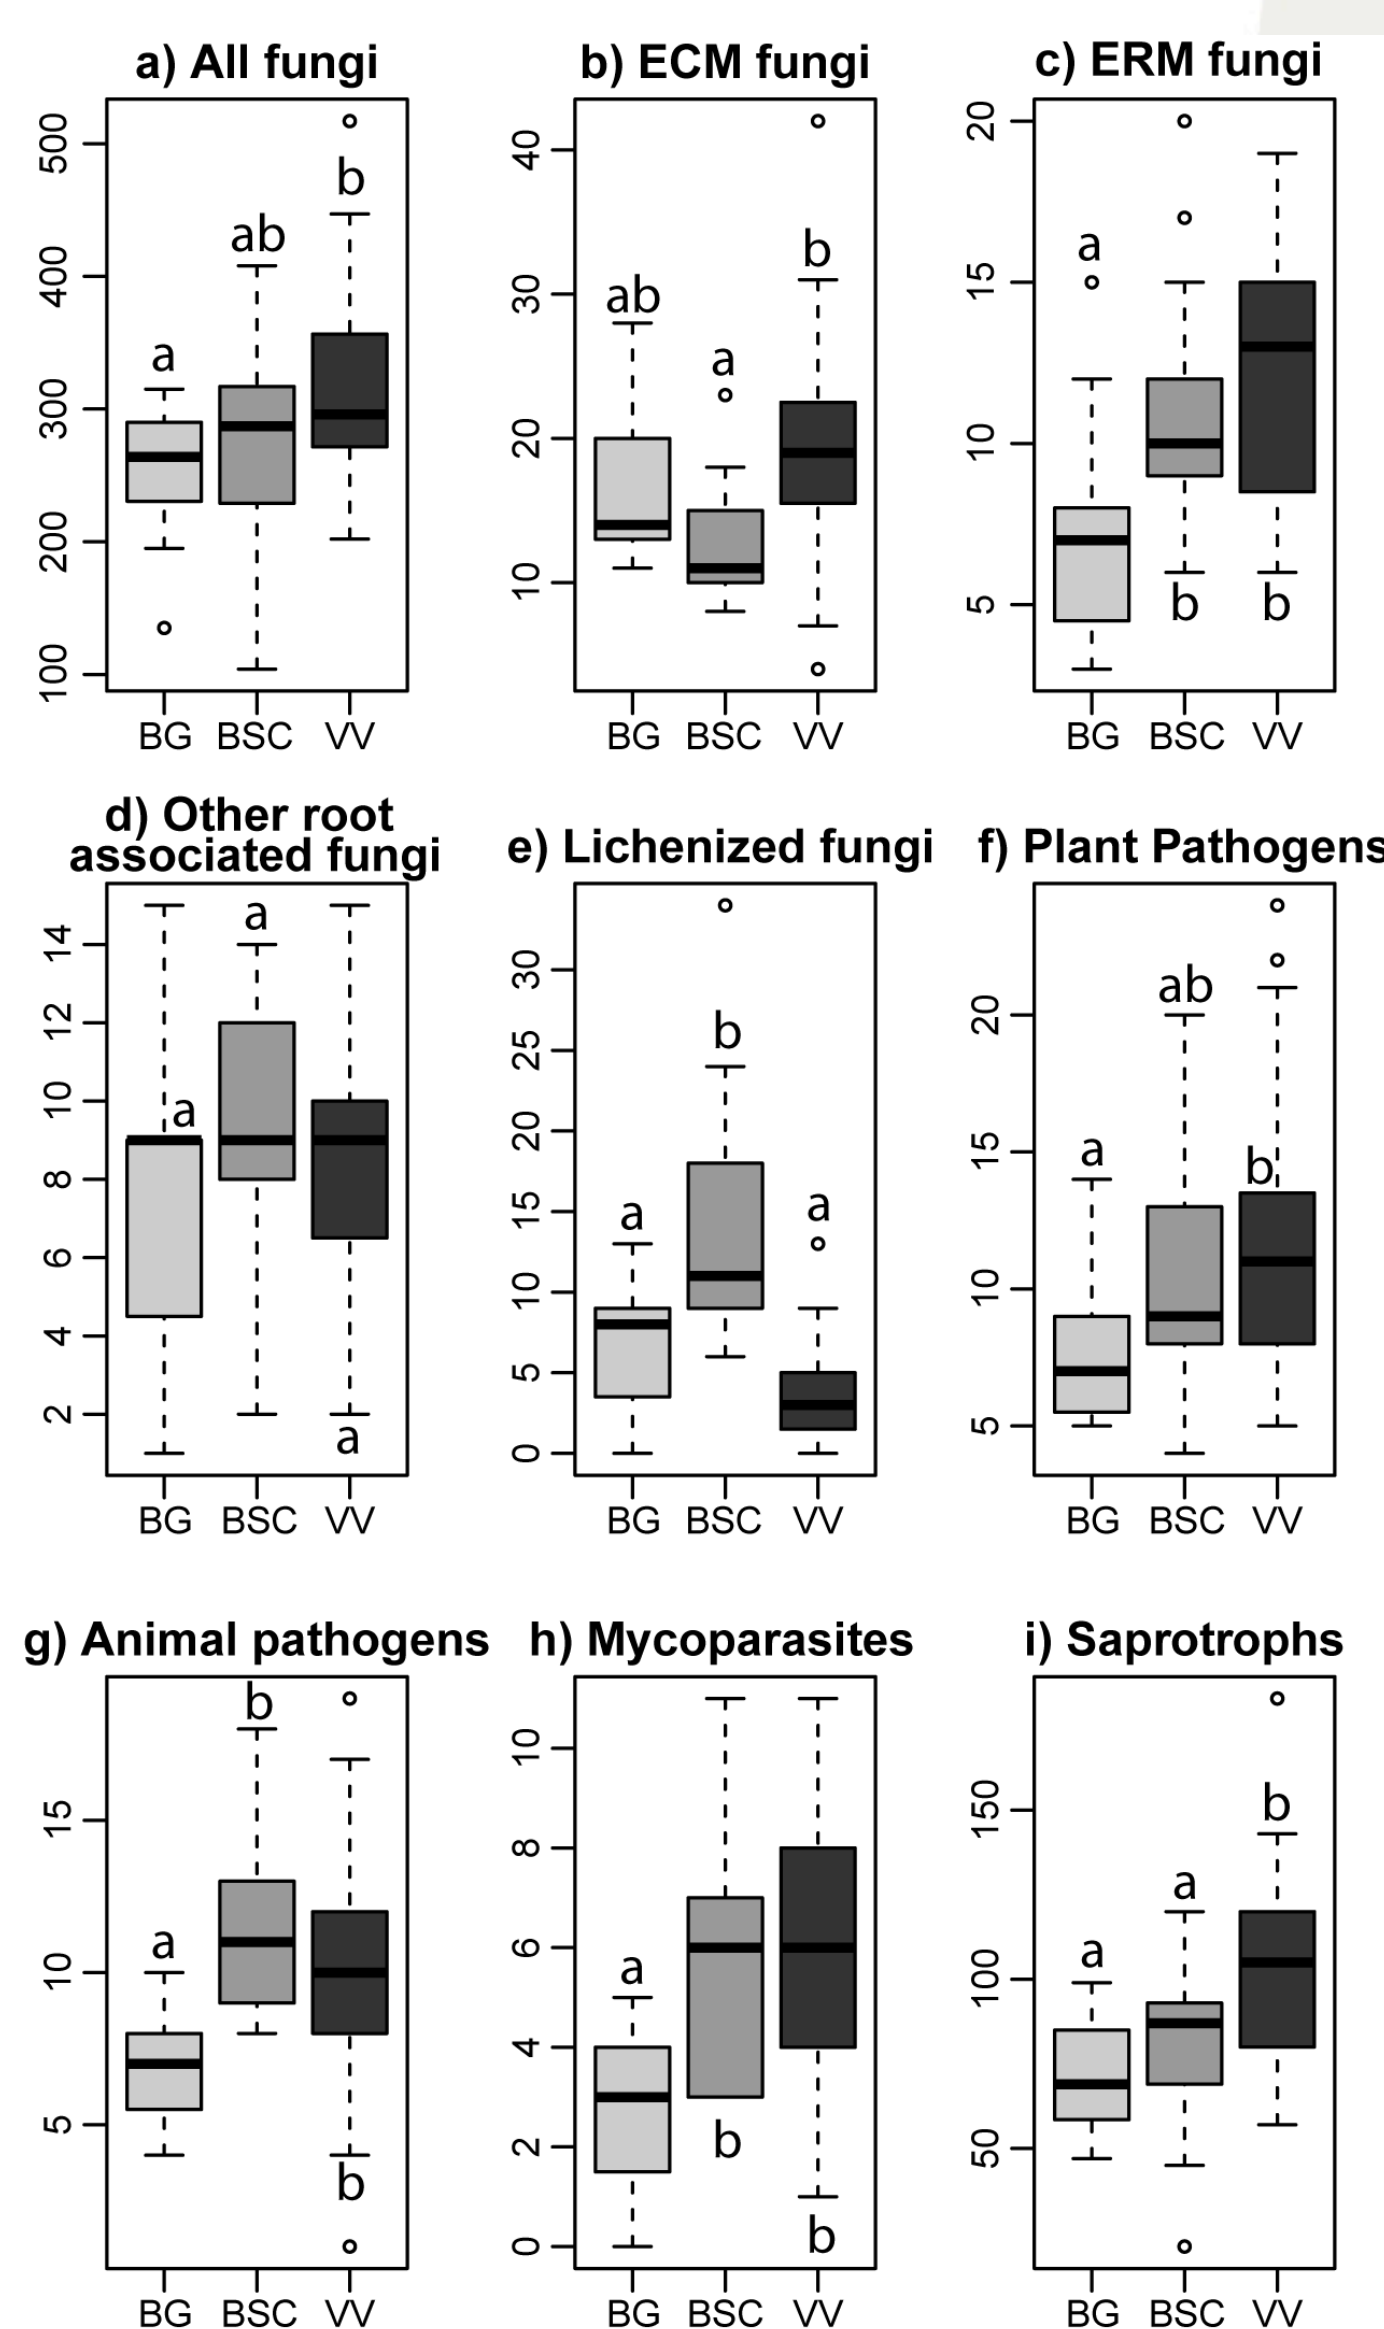 a) All fungi
500
400
300
200
100
a
ab
b
BG BSC VV
b) ECM fungi
40
30
20
10
ab
a
b
BG BSC VV
c) ERM fungi
20
15
10
5
a
b
b
BG BSC VV
d) Other root
associated fungi
14
12
10
8
6
4
2
a
a
a
BG BSC VV
e) Lichenized fungi
30
25
20
15
10
5
0
a
b
a
BG BSC VV
f) Plant Pathogens
20
15
10
5
a
ab
b
BG BSC VV
g) Animal pathogens
15
10
5
a
b
b
BG BSC VV
h) Mycoparasites
10
8
6
4
2
0
a
b
b
BG BSC VV
i) Saprotrophs
150
100
50
a
a
b
BG BSC VV